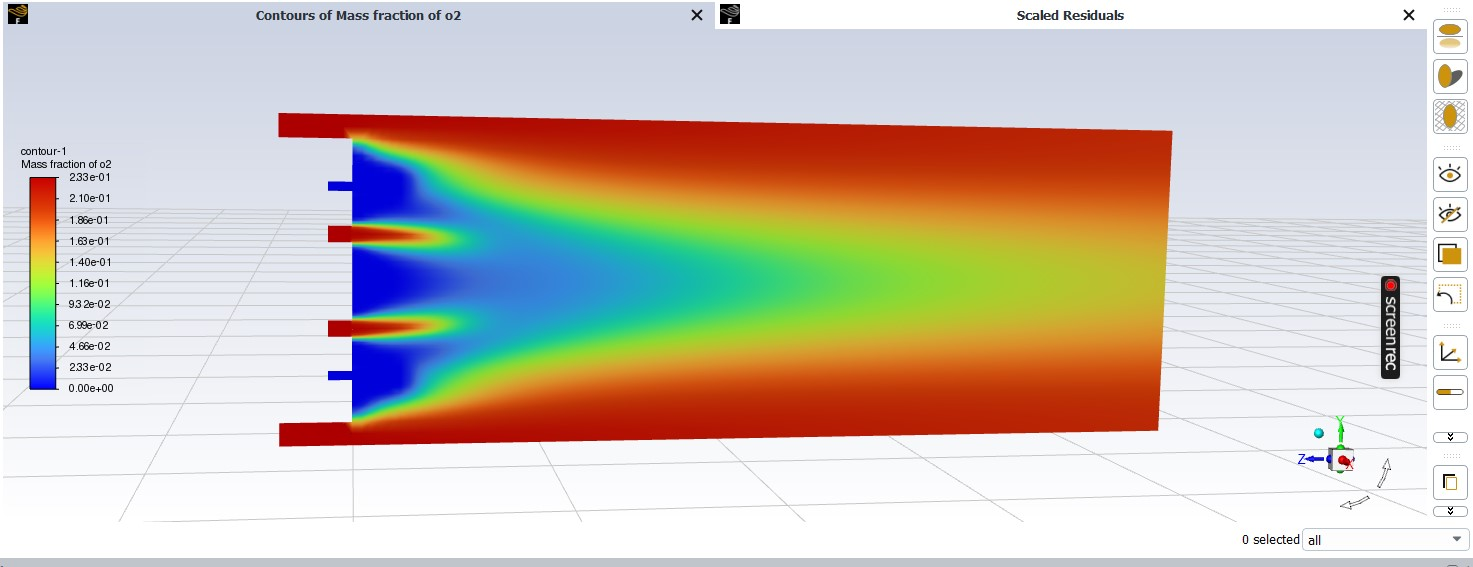 Contours of Mass fraction of o2
Scaled Residuals
contour-1
Mass fraction of o2
2.33e-01
2.10e-01
1.86e-01
1.63e-01
1.40e-01
1.16e-01
9.32e-02
6.99e-02
4.66e-02
2.33e-02
0.00e+00
screenrec
Y
Z
X
0 selected
all